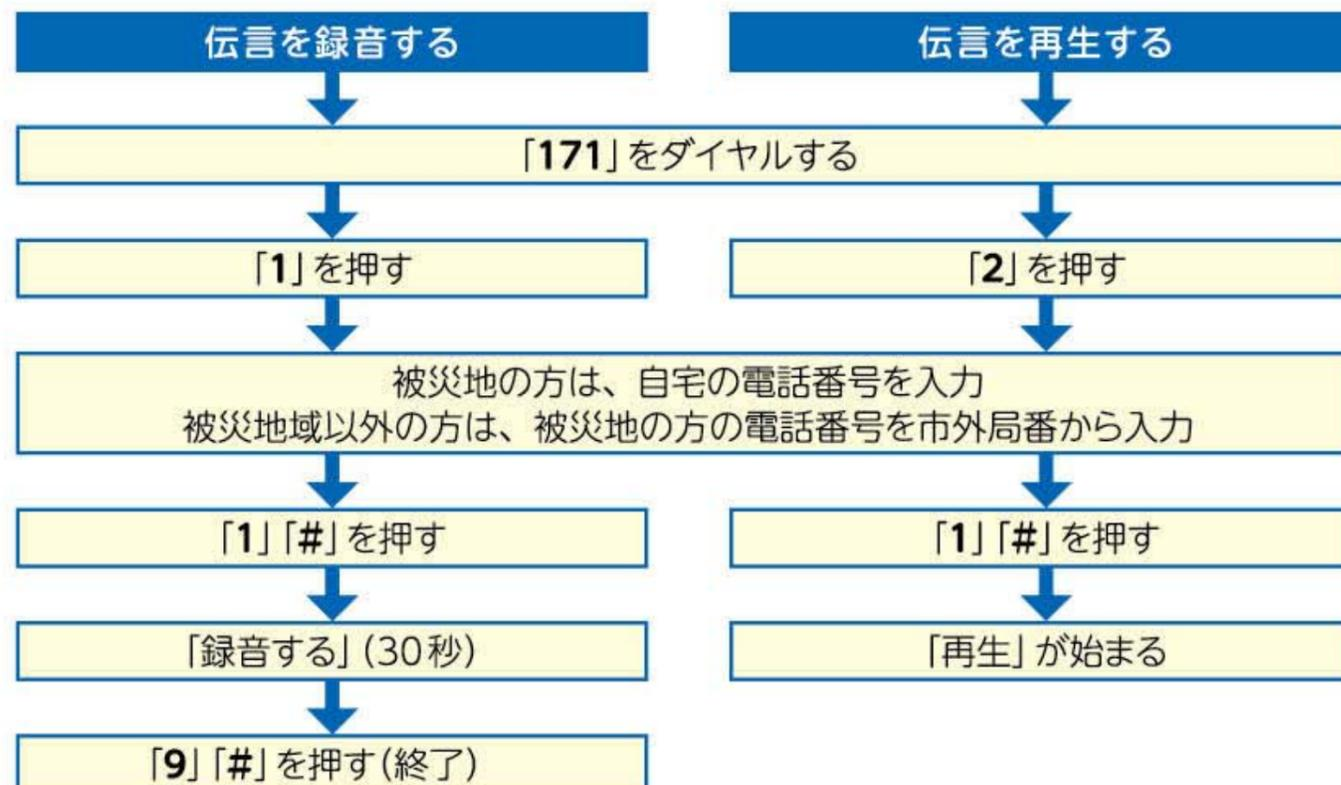 伝言を録音する
伝言を再生する
「171」をダイヤルする
「1」を押す
「2」を押す
被災地の方は、自宅の電話番号を入力
被災地域以外の方は、被災地の方の電話番号を市外局番から入力
「1」「#」を押す
「1」「#」を押す
「録音する」(30秒)
「再生」が始まる
「9」「#」を押す(終了)